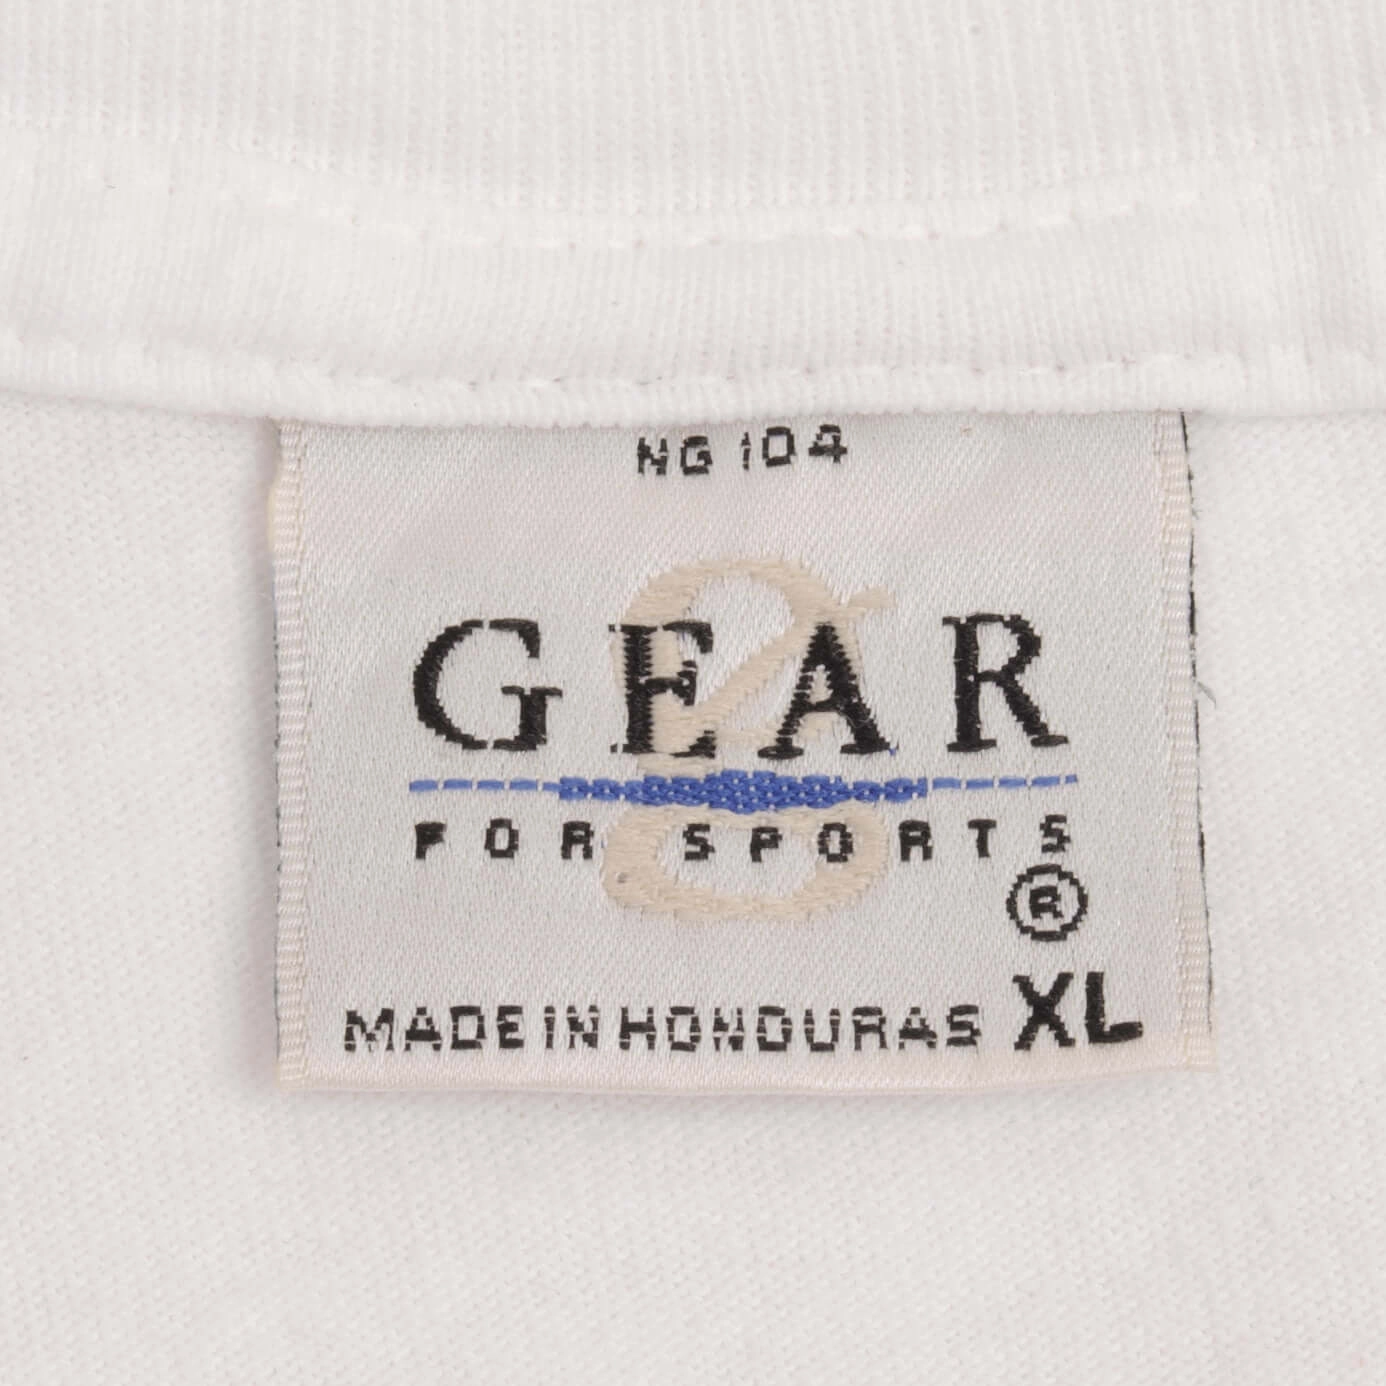 NG 104
g
GEAR
FOR SPORTS
®
MADE IN HONDURAS XL